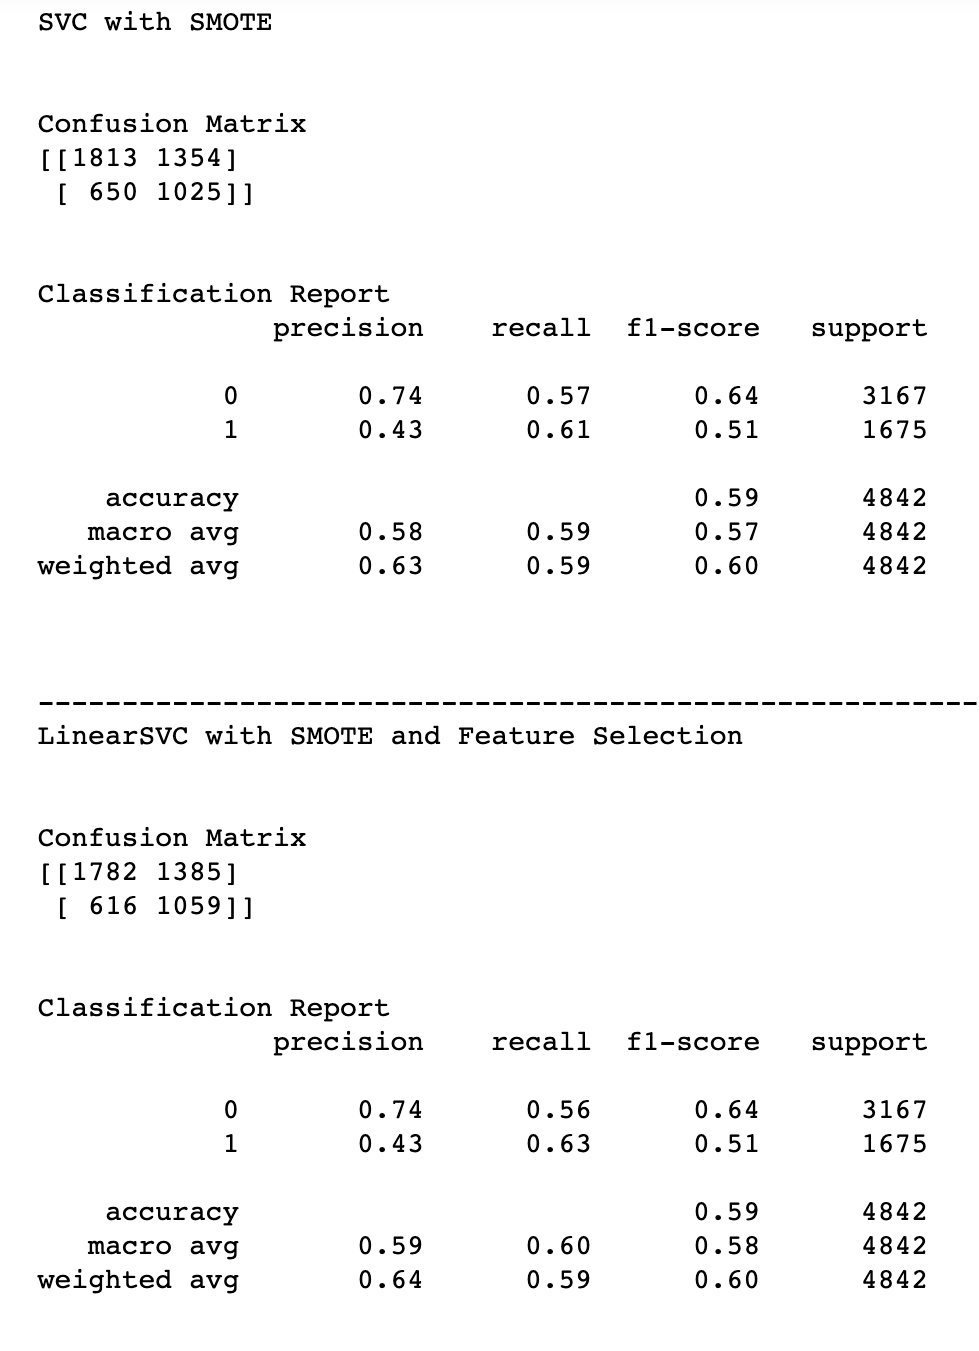 SVC with SMOTE
Confusion Matrix
[[1813 1354]
 [ 650 1025]]
Classification Report
precision recall f1-score support
0 0.74 0.57 0.64 3167
1 0.43 0.61 0.51 1675
accuracy 0.59 4842
macro avg 0.58 0.59 0.57 4842
weighted avg 0.63 0.59 0.60 4842
--------------------------------------------------------
LinearSVC with SMOTE and Feature Selection
Confusion Matrix
[[1782 1385]
 [ 616 1059]]
Classification Report
precision recall f1-score support
0 0.74 0.56 0.64 3167
1 0.43 0.63 0.51 1675
accuracy 0.59 4842
macro avg 0.59 0.60 0.58 4842
weighted avg 0.64 0.59 0.60 4842